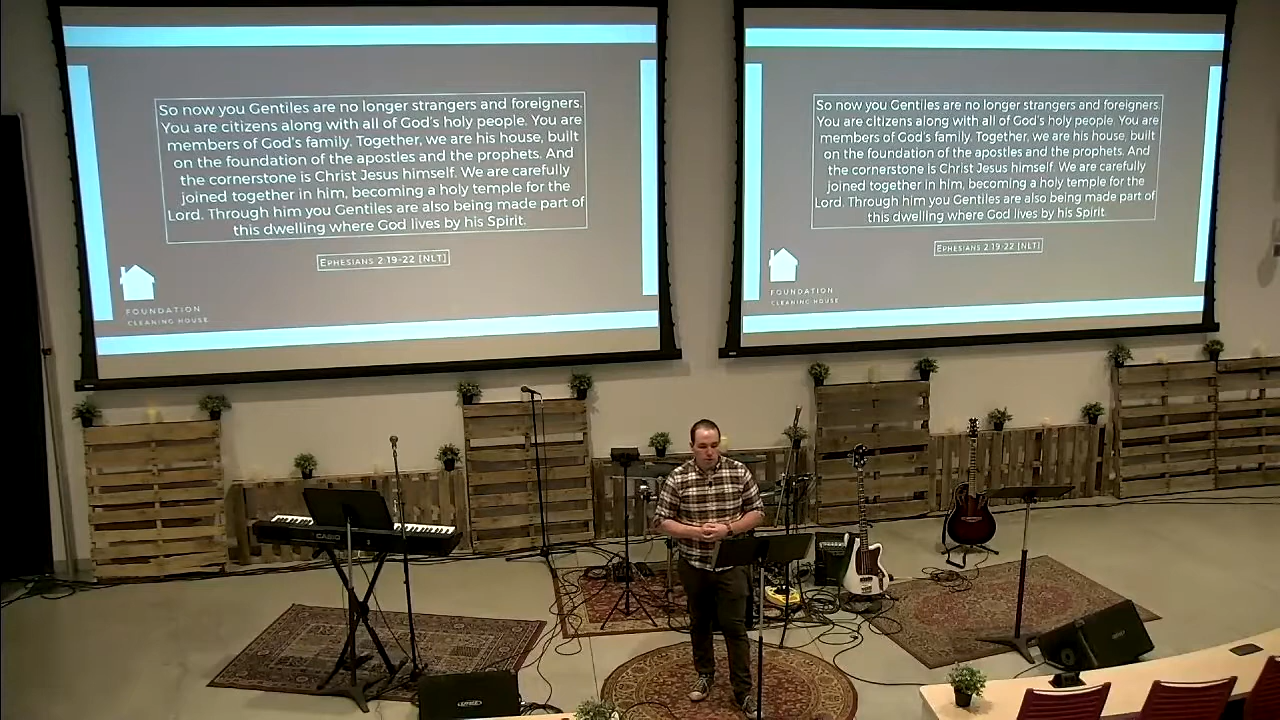 So now you Gentiles are no longer strangers and foreigners.
You are citizens along with all of God's holy people. You are
members of God's family. Together, we are his house, built
on the foundation of the apostles and the prophets. And
the cornerstone is Christ Jesus himself. We are carefully
joined together in him, becoming a holy temple for the
Lord. Through him you Gentiles are also being made part of
this dwelling where God lives by his Spirit.
Ephesians 2:19-22 [NLT]
FOUNDATION
CLEANING HOUSE
So now you Gentiles are no longer strangers and foreigners.
You are citizens along with all of God's holy people. You are
members of God's family. Together, we are his house, built
on the foundation of the apostles and the prophets. And
the cornerstone is Christ Jesus himself. We are carefully
joined together in him, becoming a holy temple for the
Lord. Through him you Gentiles are also being made part of
this dwelling where God lives by his Spirit.
Ephesians 2:19-22 [NLT]
FOUNDATION
CLEANING HOUSE
CASIO